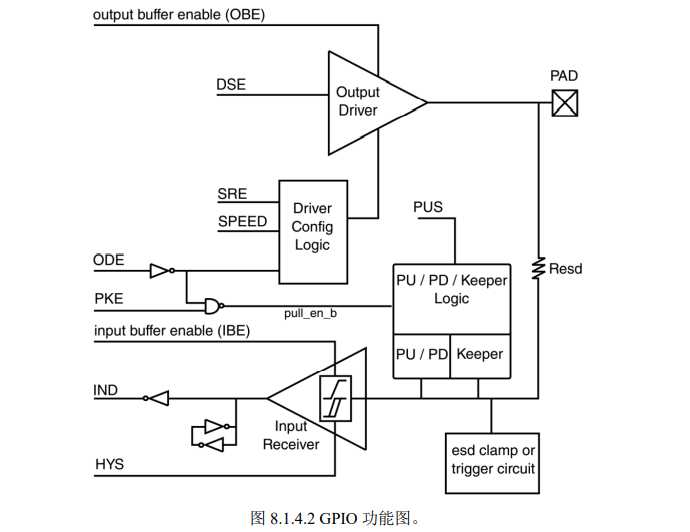 output buffer enable (OBE)
PAD
DSE
Output
Driver
SRE
SPEED
Driver
Config
Logic
PUS
ODE
PKE
pull_en_b
PU / PD / Keeper
Logic
Resd
input buffer enable (IBE)
PU / PD
Keeper
IND
Input
Receiver
HYS
esd clamp or
trigger circuit
图 8.1.4.2 GPIO 功能图。